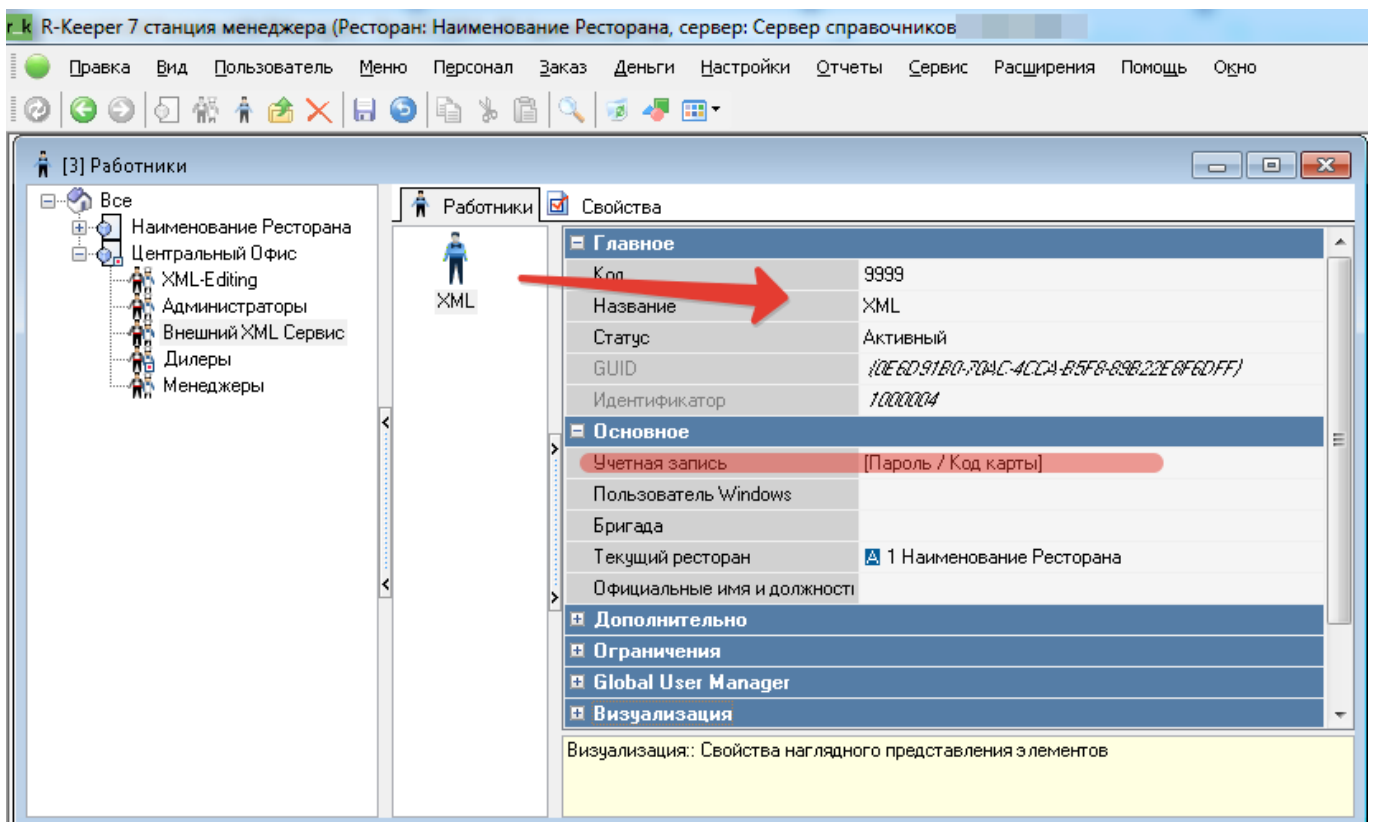 r_k R-Keeper 7 станция менеджера (Ресторан: Наименование Ресторана, сервер: Сервер справочников
Правка Вид Пользователь Меню Персонал Заказ Деньги Настройки Отчеты Сервис Расширения Помощь Окно
[3] Работники
Все
Наименование Ресторана
Центральный Офис
XML-Editing
Администраторы
Внешний XML Сервис
Дилеры
Менеджеры
Работники Свойства
XML
Главное
Код 9999
Название XML
Статус Активный
GUID {0E6D91B0-70AC-4CCA-B5F8-89B22E8F6DFF}
Идентификатор 1000004
Основное
Учетная запись [Пароль / Код карты]
Пользователь Windows
Бригада
Текущий ресторан A 1 Наименование Ресторана
Официальные имя и должності
Дополнительно
Ограничения
Global User Manager
Визуализация
Визуализация:: Свойства наглядного представления элементов